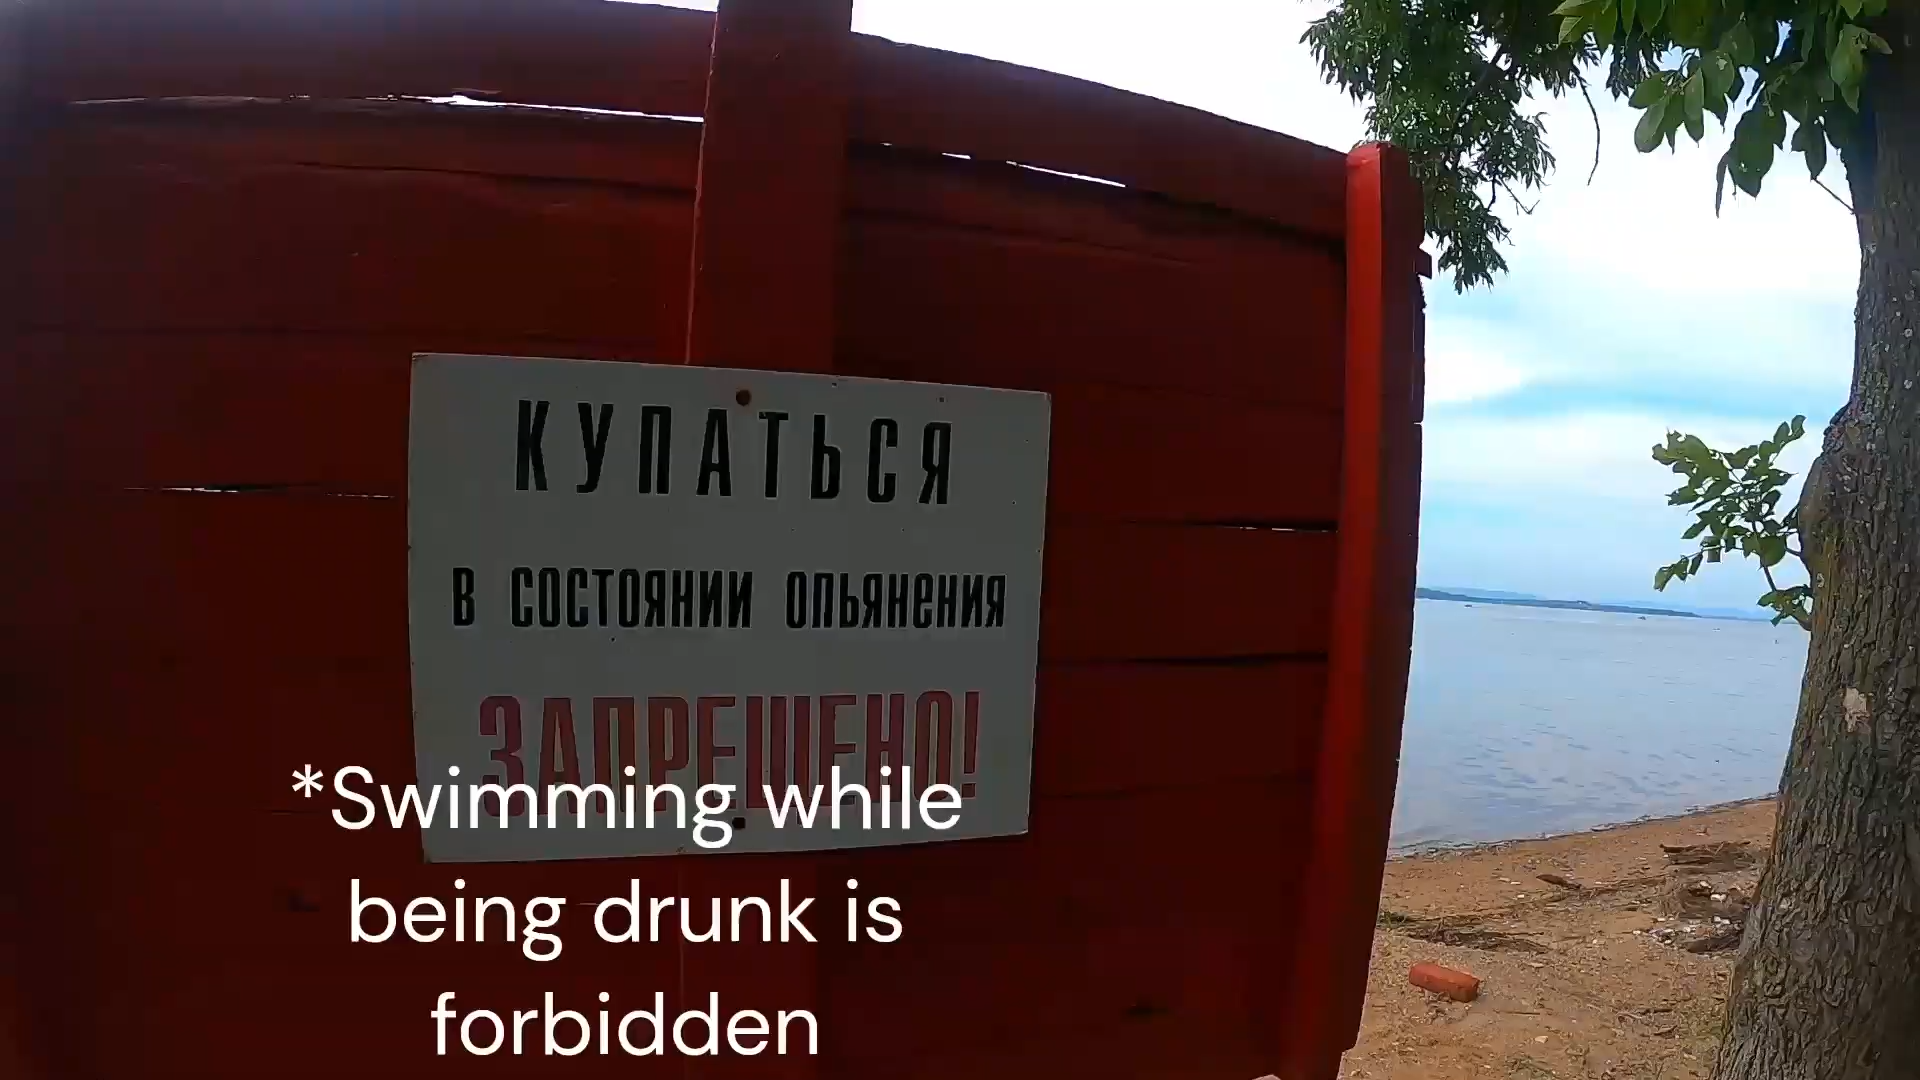 КУПАТЬСЯ
В СОСТОЯНИИ ОПЬЯНЕНИЯ
ЗАПРЕЩЕНО!
*Swimming while
being drunk is
forbidden